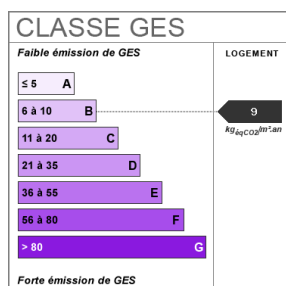 CLASSE GES
Faible émission de GES
LOGEMENT
≤ 5 A
6 à 10 B
9
kgéqCO2/m².an
11 à 20 C
21 à 35 D
36 à 55 E
56 à 80 F
> 80 G
Forte émission de GES